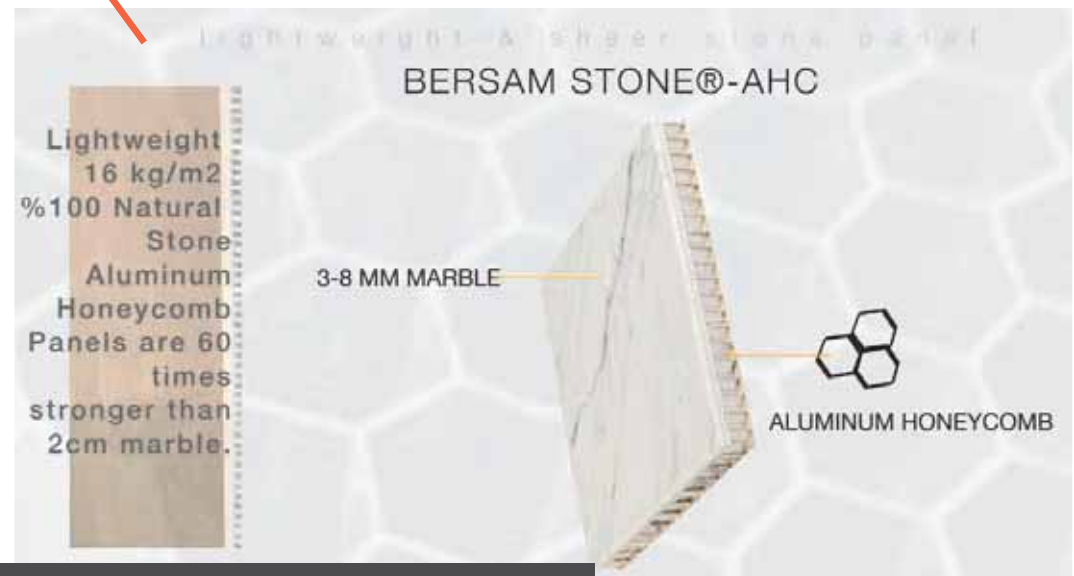 lightweight & sheer stone panel
BERSAM STONE®-AHC
Lightweight
16 kg/m2
%100 Natural
Stone
Aluminum
Honeycomb
Panels are 60
times
stronger than
2cm marble.
3-8 MM MARBLE
ALUMINUM HONEYCOMB